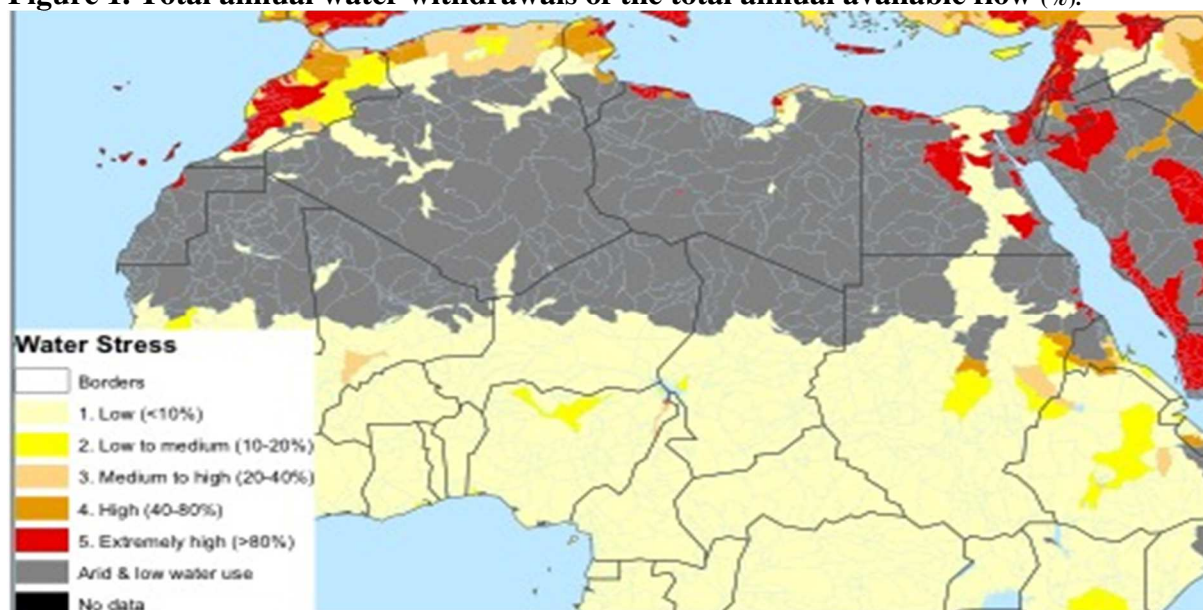 Figure 1. Total annual water withdrawals of the total annual available flow (%).
Water Stress
Borders
1. Low (<10%)
2. Low to medium (10-20%)
3. Medium to high (20-40%)
4. High (40-80%)
5. Extremely high (>80%)
Arid & low water use
No data